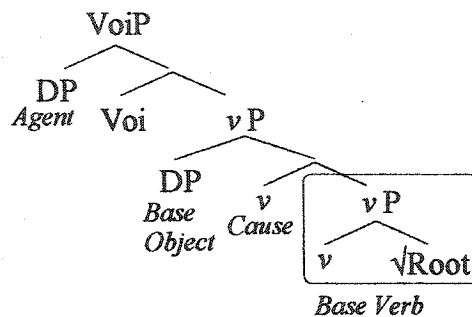 VoiP
DP
Agent
Voi
vP
DP
Base
Object
v
Cause
vP
v
√Root
Base Verb